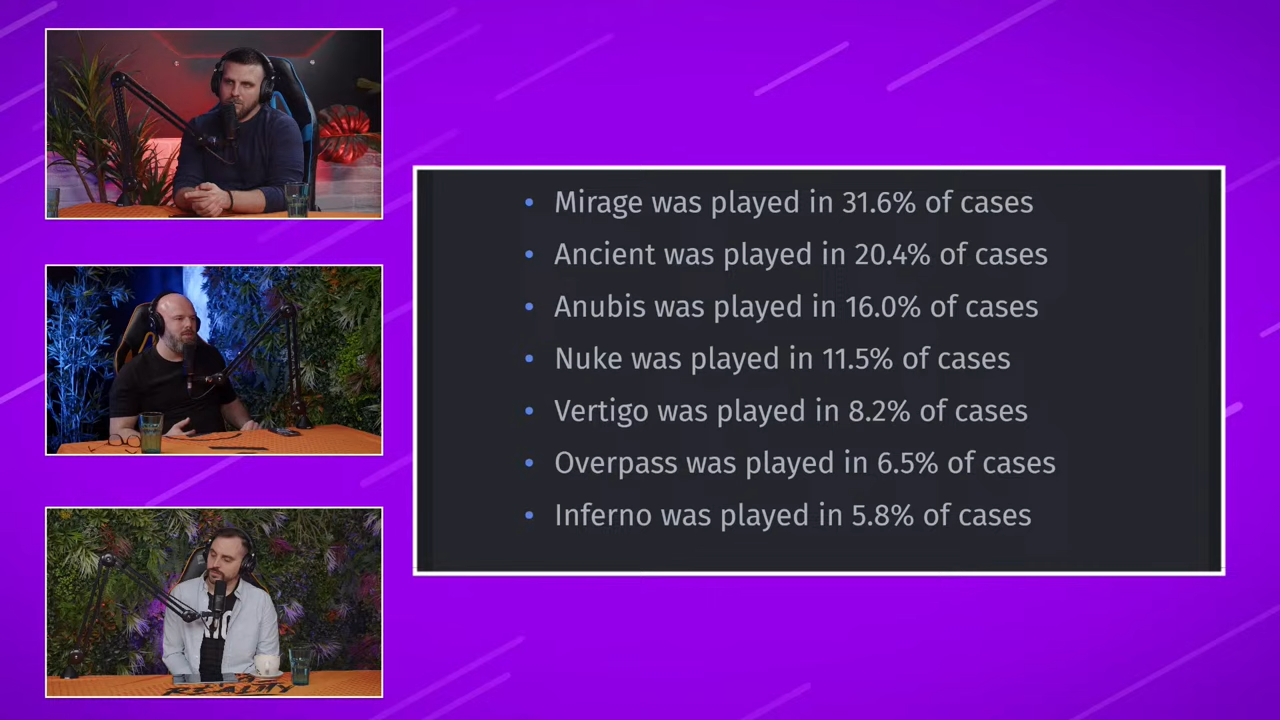 Mirage was played in 31.6% of cases
Ancient was played in 20.4% of cases
Anubis was played in 16.0% of cases
Nuke was played in 11.5% of cases
Vertigo was played in 8.2% of cases
Overpass was played in 6.5% of cases
Inferno was played in 5.8% of cases